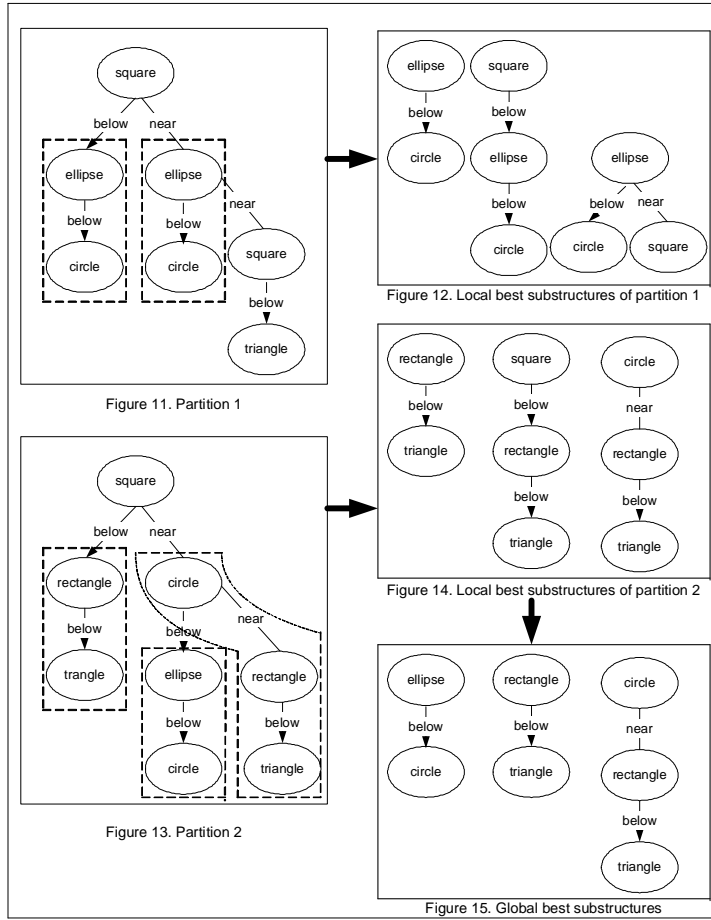 square
below near
ellipse ellipse
below below near
circle circle square
below
triangle
Figure 11. Partition 1
ellipse square
below below
circle ellipse ellipse
below below near
circle circle square
Figure 12. Local best substructures of partition 1
square
below near
rectangle circle
below below near
trangle ellipse rectangle
below below
circle triangle
Figure 13. Partition 2
rectangle square circle
below below near
triangle rectangle rectangle
below below
triangle triangle
Figure 14. Local best substructures of partition 2
ellipse rectangle circle
below below near
circle triangle rectangle
below
triangle
Figure 15. Global best substructures